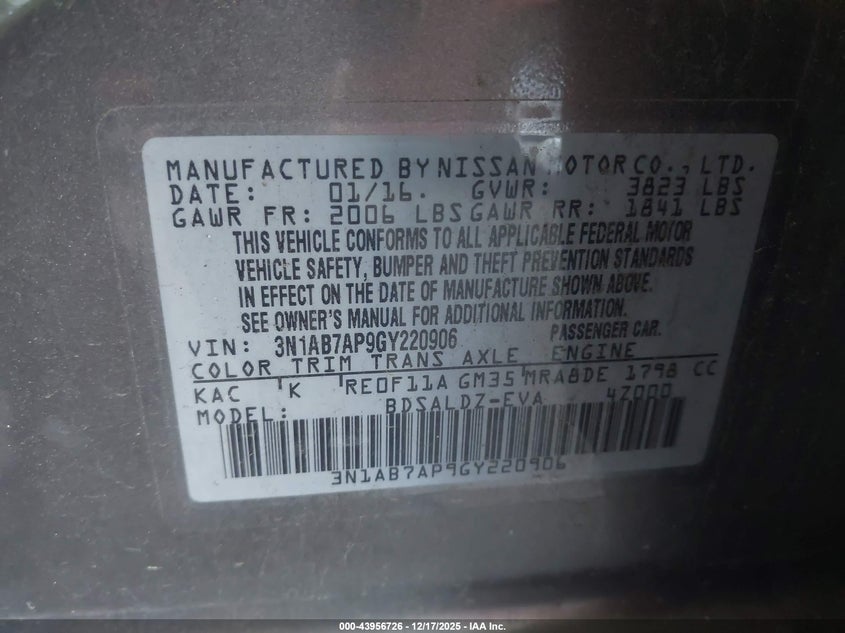 MANUFACTURED BY NISSAN MOTOR CO., LTD.
DATE: 01/16. GVWR: 3823 LBS
GAWR FR: 2006 LBS GAWR RR: 1841 LBS
THIS VEHICLE CONFORMS TO ALL APPLICABLE FEDERAL MOTOR
VEHICLE SAFETY, BUMPER AND THEFT PREVENTION STANDARDS
IN EFFECT ON THE DATE OF MANUFACTURE SHOWN ABOVE.
SEE OWNER'S MANUAL FOR ADDITIONAL INFORMATION.
VIN: 3N1AB7AP9GY220906 PASSENGER CAR.
COLOR TRIM TRANS AXLE ENGINE
KAC K RE0F11A GM35 MRA8DE 1798 CC
MODEL: BDSALDZ-EVA 4Z000
3N1AB7AP9GY220906
000-43956726 – 12/17/2025 – IAA Inc.